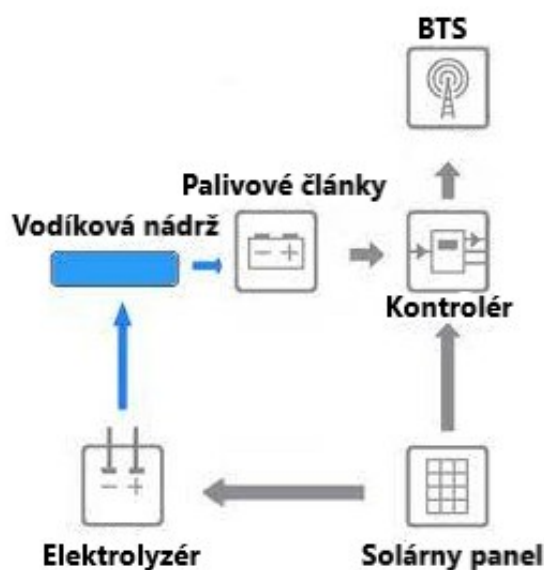 BTS
Palivové články
Vodíková nádrž
Kontrolér
Elektrolyzér
Solárny panel